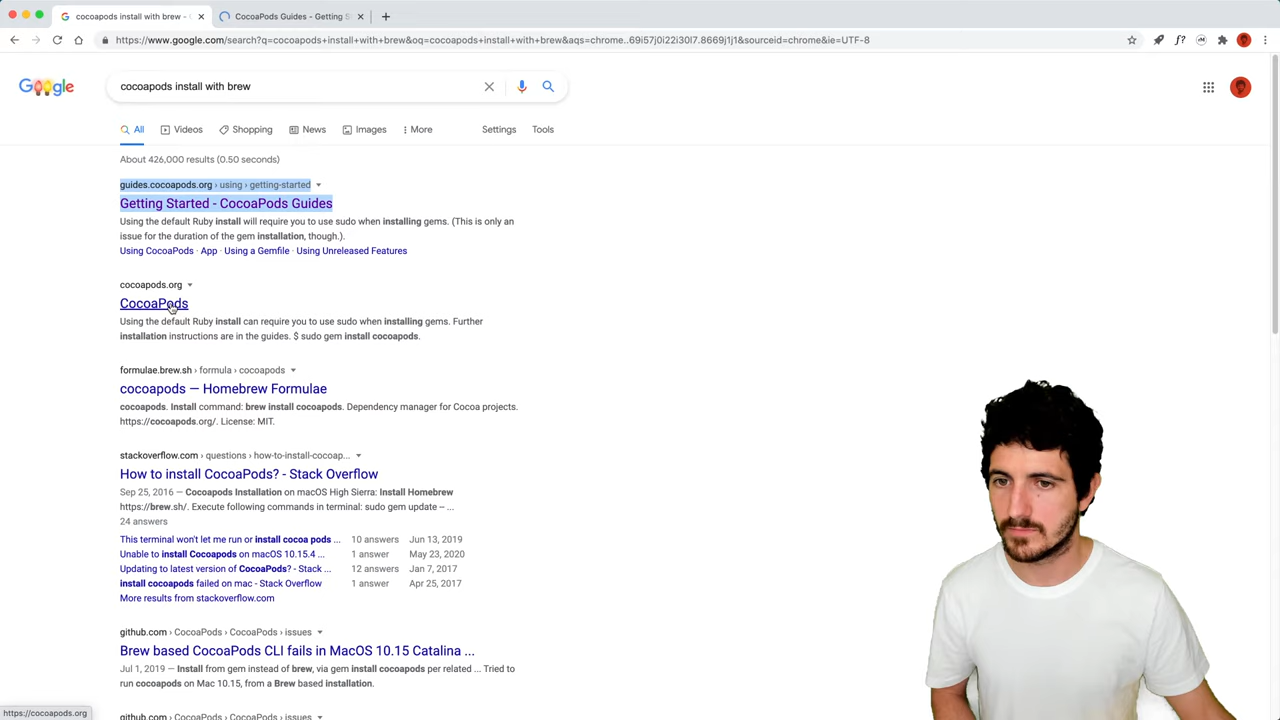 cocoapods install with brew -
CocoaPods Guides - Getting S
https://www.google.com/search?q=cocoapods+install+with+brew&oq=cocoapods+install+with+brew&aqs=chrome..69i57j0i22i30l7.8669j1j1&sourceid=chrome&ie=UTF-8
Google
cocoapods install with brew
All Videos Shopping News Images More Settings Tools
About 426,000 results (0.50 seconds)
guides.cocoapods.org › using › getting-started
Getting Started - CocoaPods Guides
Using the default Ruby install will require you to use sudo when installing gems. (This is only an
issue for the duration of the gem installation, though.).
Using CocoaPods · App · Using a Gemfile · Using Unreleased Features
cocoapods.org
CocoaPods
Using the default Ruby install can require you to use sudo when installing gems. Further
installation instructions are in the guides. $ sudo gem install cocoapods.
formulae.brew.sh › formula › cocoapods
cocoapods — Homebrew Formulae
cocoapods. Install command: brew install cocoapods. Dependency manager for Cocoa projects.
https://cocoapods.org/. License: MIT.
stackoverflow.com › questions › how-to-install-cocoap...
How to install CocoaPods? - Stack Overflow
Sep 25, 2016 — Cocoapods Installation on macOS High Sierra: Install Homebrew
https://brew.sh/. Execute following commands in terminal: sudo gem update -- ...
24 answers
This terminal won't let me run or install cocoa pods ... 10 answers Jun 13, 2019
Unable to install Cocoapods on macOS 10.15.4 ... 1 answer May 23, 2020
Updating to latest version of CocoaPods? - Stack ... 12 answers Jan 7, 2017
install cocoapods failed on mac - Stack Overflow 1 answer Apr 25, 2017
More results from stackoverflow.com
github.com › CocoaPods › CocoaPods › issues
Brew based CocoaPods CLI fails in MacOS 10.15 Catalina ...
Jul 1, 2019 — Install from gem instead of brew, via gem install cocoapods per related ... Tried to
run cocoapods on Mac 10.15, from a Brew based installation.
github.com › CocoaPods › CocoaPods › issues
https://cocoapods.org